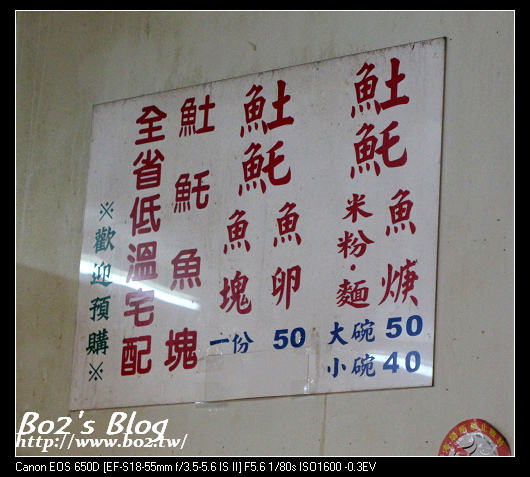 魠魠魚焿
米粉·麵
大碗 50
小碗 40
魠魠
魚卵
魚塊
一份 50
魠魠魚塊
全省低溫宅配
※歡迎預購※
Bo2's Blog
http://www.bo2.tw/
Canon EOS 650D [EF-S18-55mm f/3.5-5.6 IS II] F5.6 1/80s ISO1600 -0.3EV